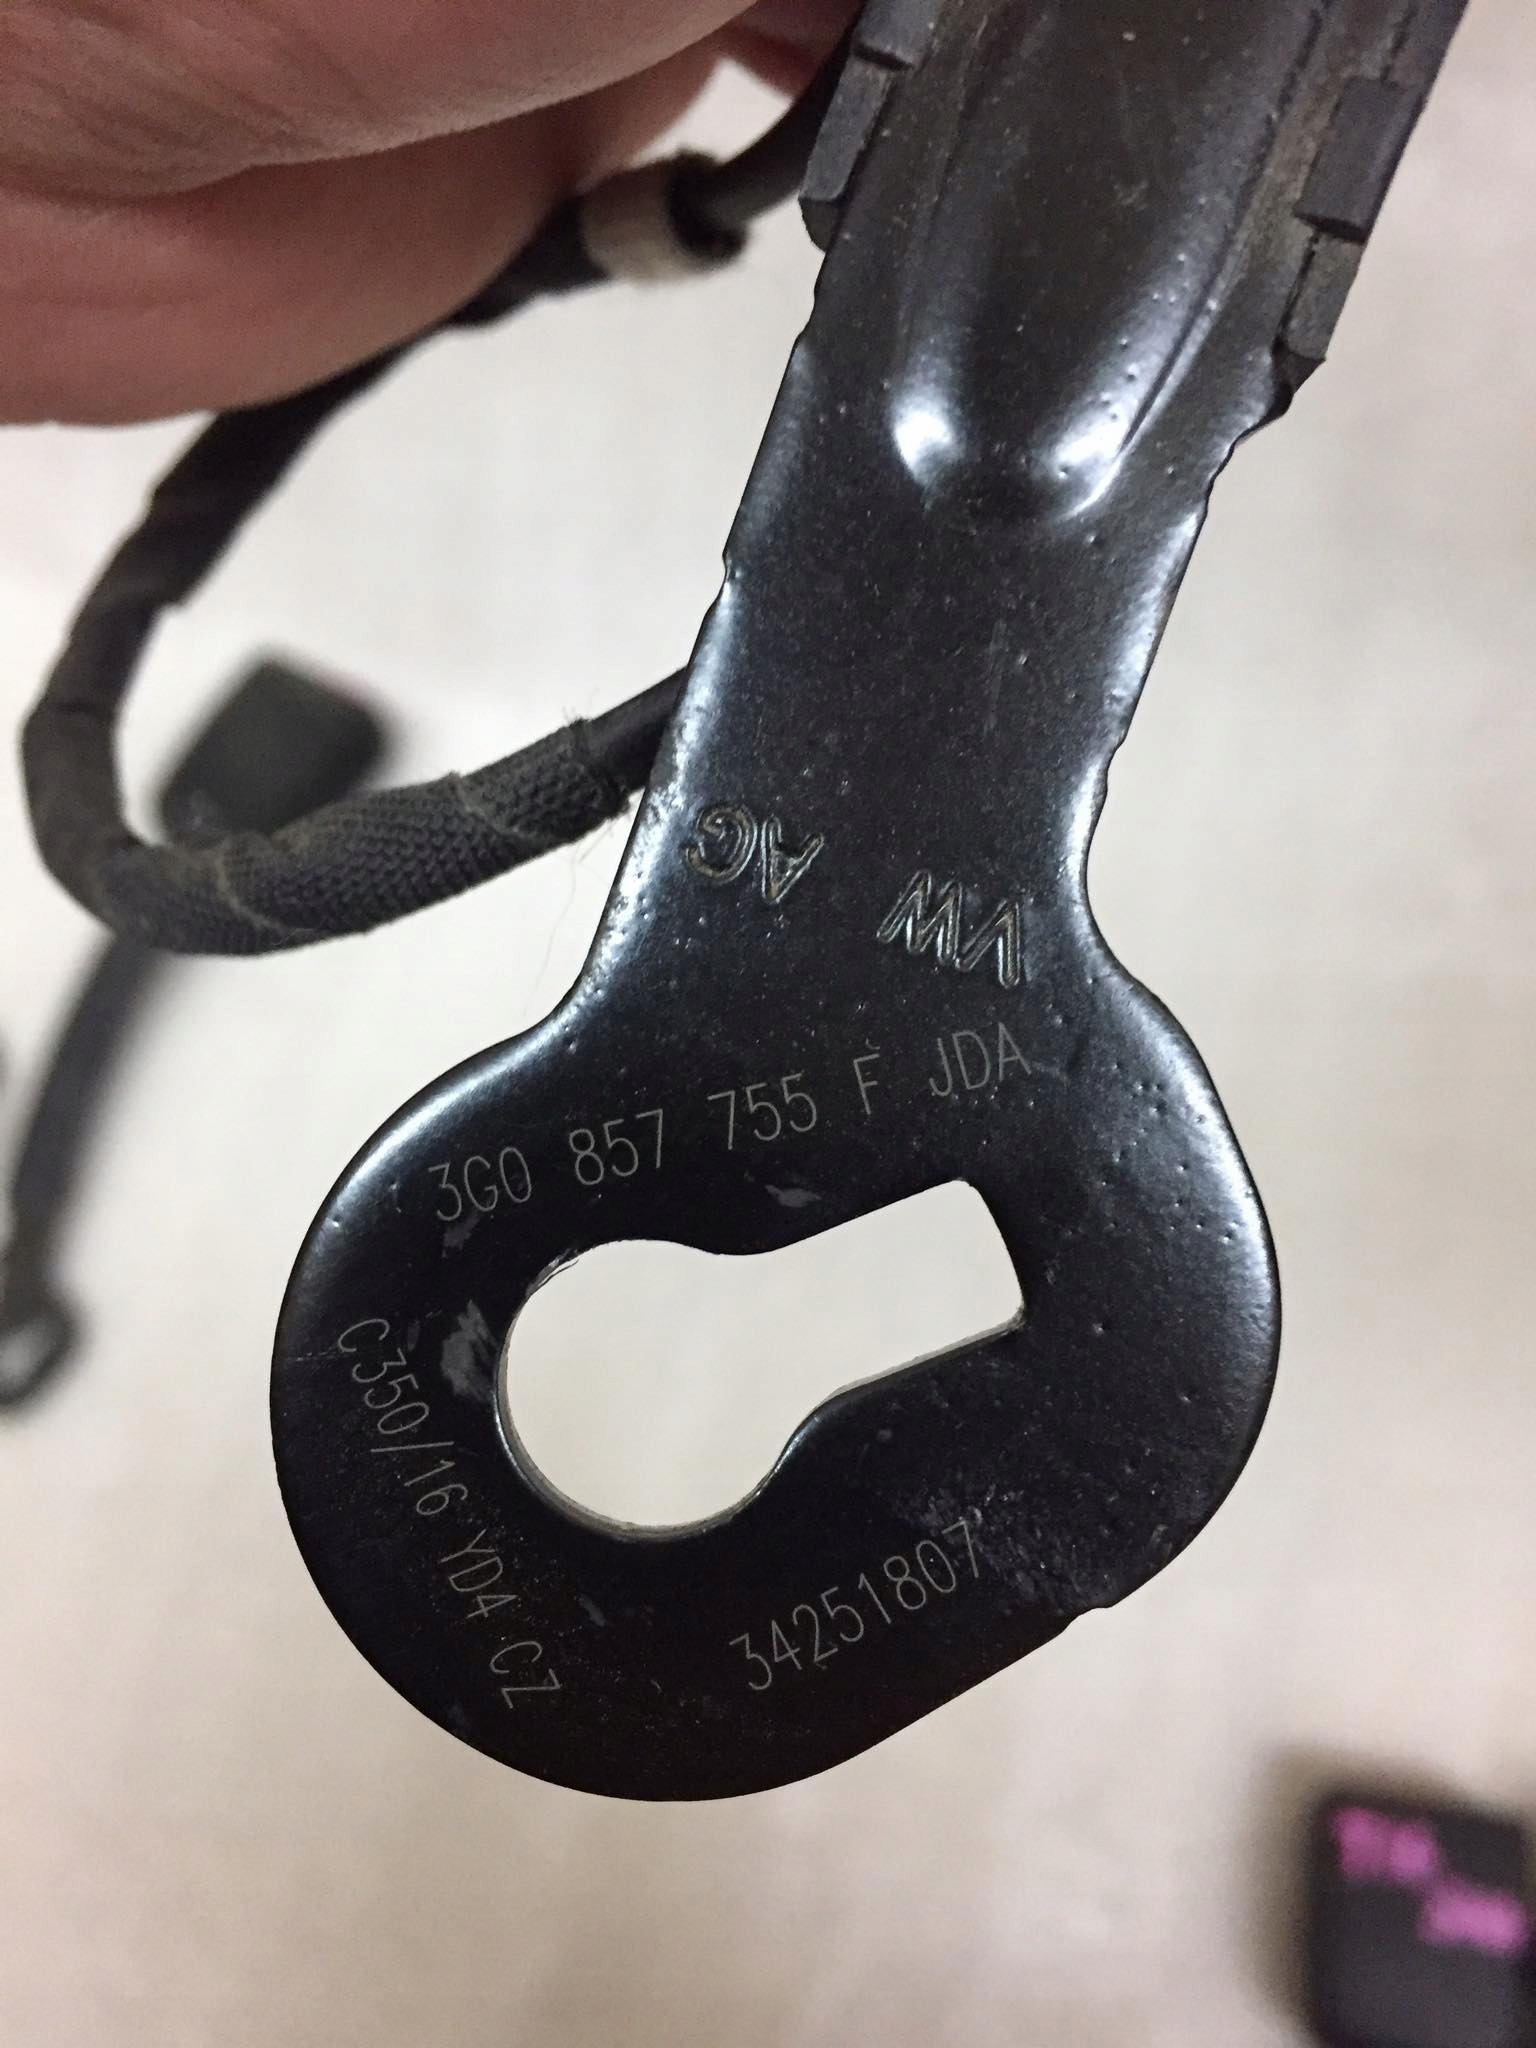 VW AG
3G0 857 755 F JDA
C350/16 YD4 CZ
34251807